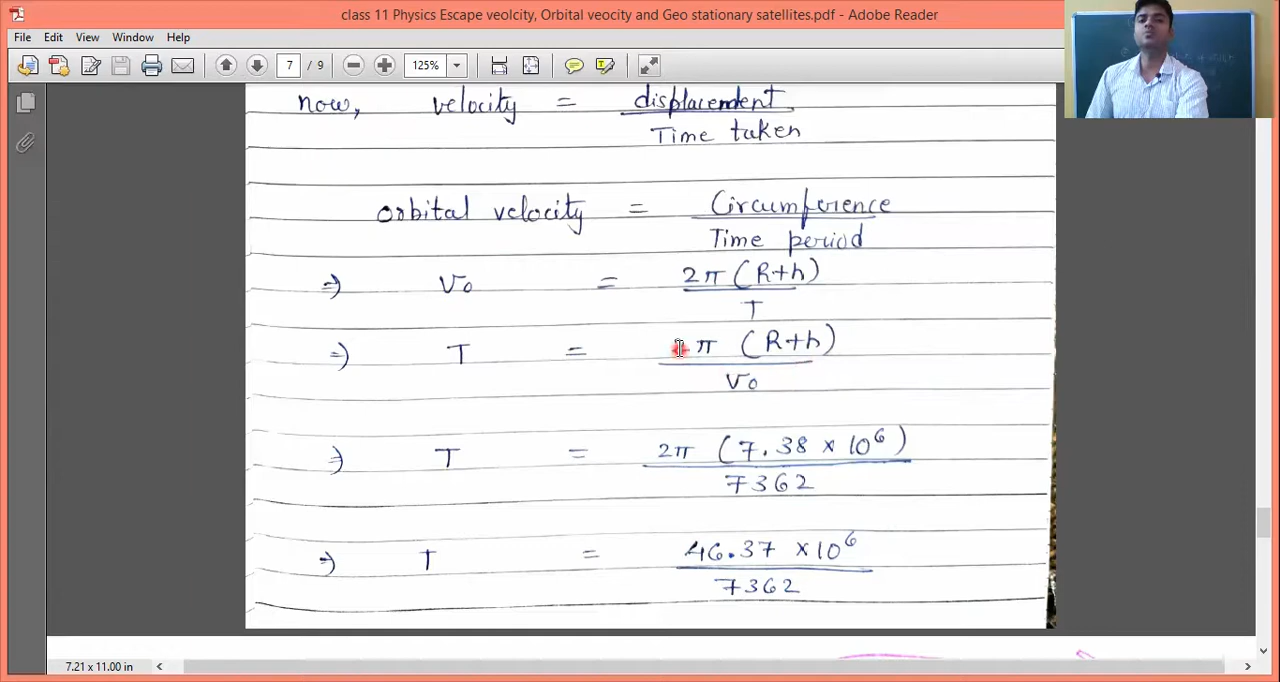 class 11 Physics Escape veolcity, Orbital veocity and Geo stationary satellites.pdf - Adobe Reader
File Edit View Window Help
7 / 9 125%
now, velocity = displacendent / Time taken
orbital velocity = Circumference / Time period
⇒ V₀ = 2π (R+h) / T
⇒ T = 2π (R+h) / V₀
⇒ T = 2π (7.38 × 10⁶) / 7362
⇒ T = 46.37 × 10⁶ / 7362
7.21 x 11.00 in